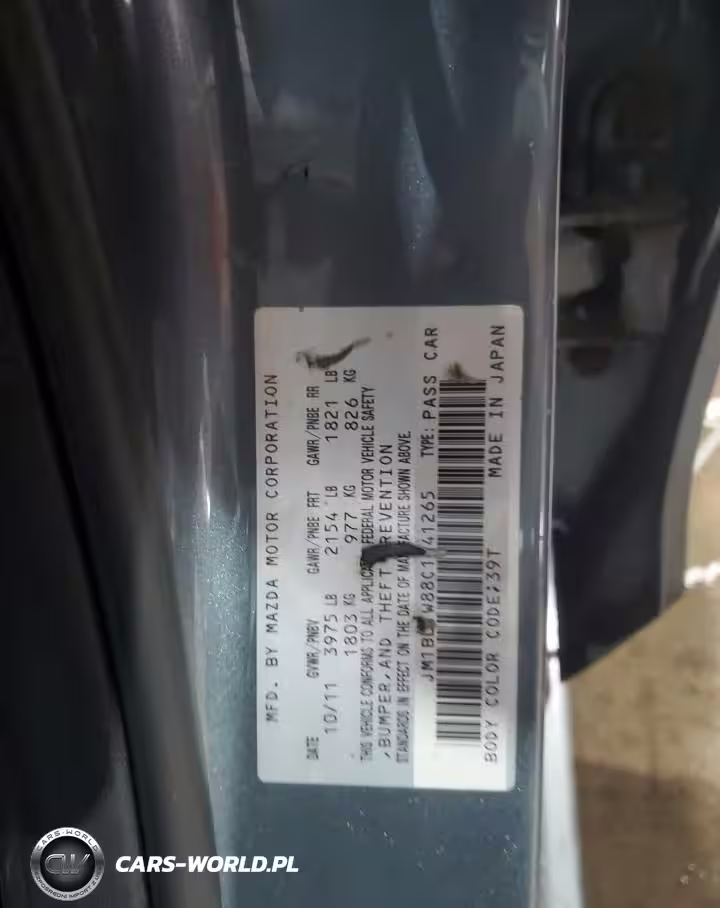 MFD. BY MAZDA MOTOR CORPORATION
DATE GVWR/PNBV GAWR/PNBE FRT GAWR/PNBE RR
10/11 3975 LB 2154 LB 1821 LB
1803 KG 977 KG 826 KG
THIS VEHICLE CONFORMS TO ALL FEDERAL MOTOR VEHICLE SAFETY
, BUMPER, AND THEFT PREVENTION
STANDARDS IN EFFECT ON THE DATE OF MANUFACTURE SHOWN ABOVE.
TYPE: PASS CAR
BODY COLOR CODE:39T MADE IN JAPAN
CARS-WORLD
CW
CARS-WORLD.PL